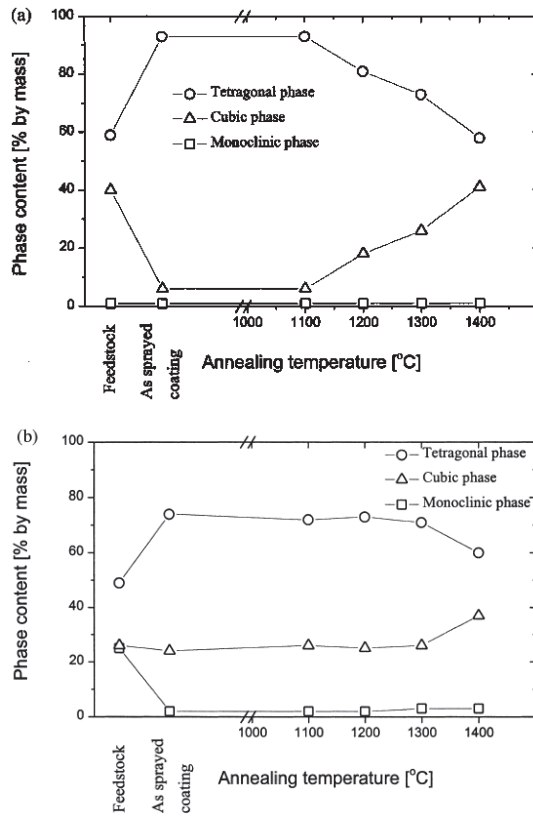 (a)
100
80
60
40
20
0
Phase content [% by mass]
Tetragonal phase
Cubic phase
Monoclinic phase
1000
1100
1200
1300
1400
Feedstock
As sprayed
coating
Annealing temperature [°C]
(b)
100
80
60
40
20
0
Phase content [% by mass]
Tetragonal phase
Cubic phase
Monoclinic phase
1000
1100
1200
1300
1400
Feedstock
As sprayed
coating
Annealing temperature [°C]